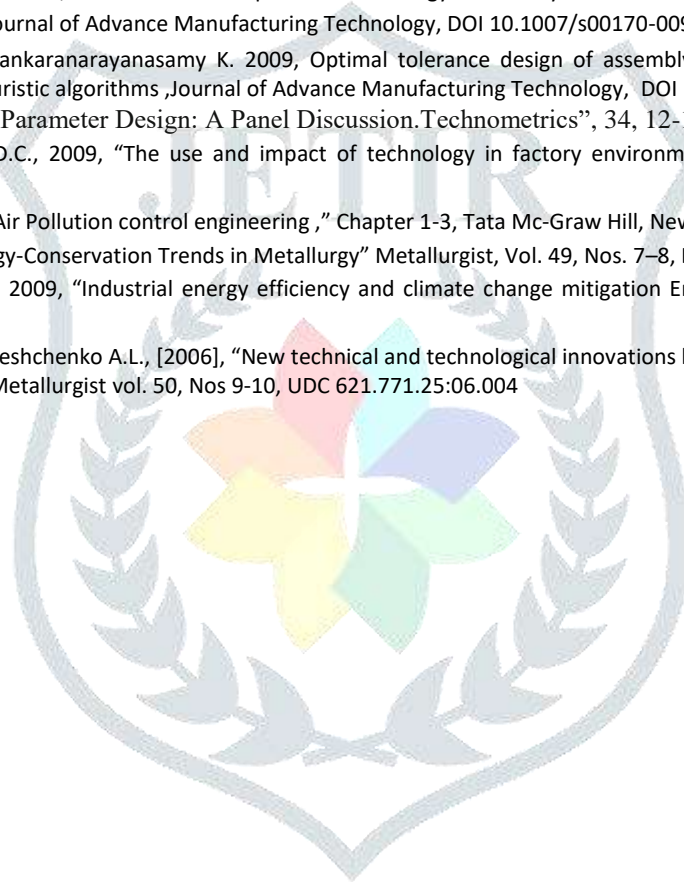 ournal of Advance Manufacturing Technology, DOI 10.1007/s00170-009
ankaranarayanasamy K. 2009, Optimal tolerance design of assembly
uristic algorithms ,Journal of Advance Manufacturing Technology, DOI
Parameter Design: A Panel Discussion.Technometrics”, 34, 12-
D.C., 2009, “The use and impact of technology in factory environm
Air Pollution control engineering ,” Chapter 1-3, Tata Mc-Graw Hill, New
gy-Conservation Trends in Metallurgy” Metallurgist, Vol. 49, Nos. 7–8,
2009, “Industrial energy efficiency and climate change mitigation En
eshchenko A.L., [2006], “New technical and technological innovations
Metallurgist vol. 50, Nos 9-10, UDC 621.771.25:06.004
JETIR